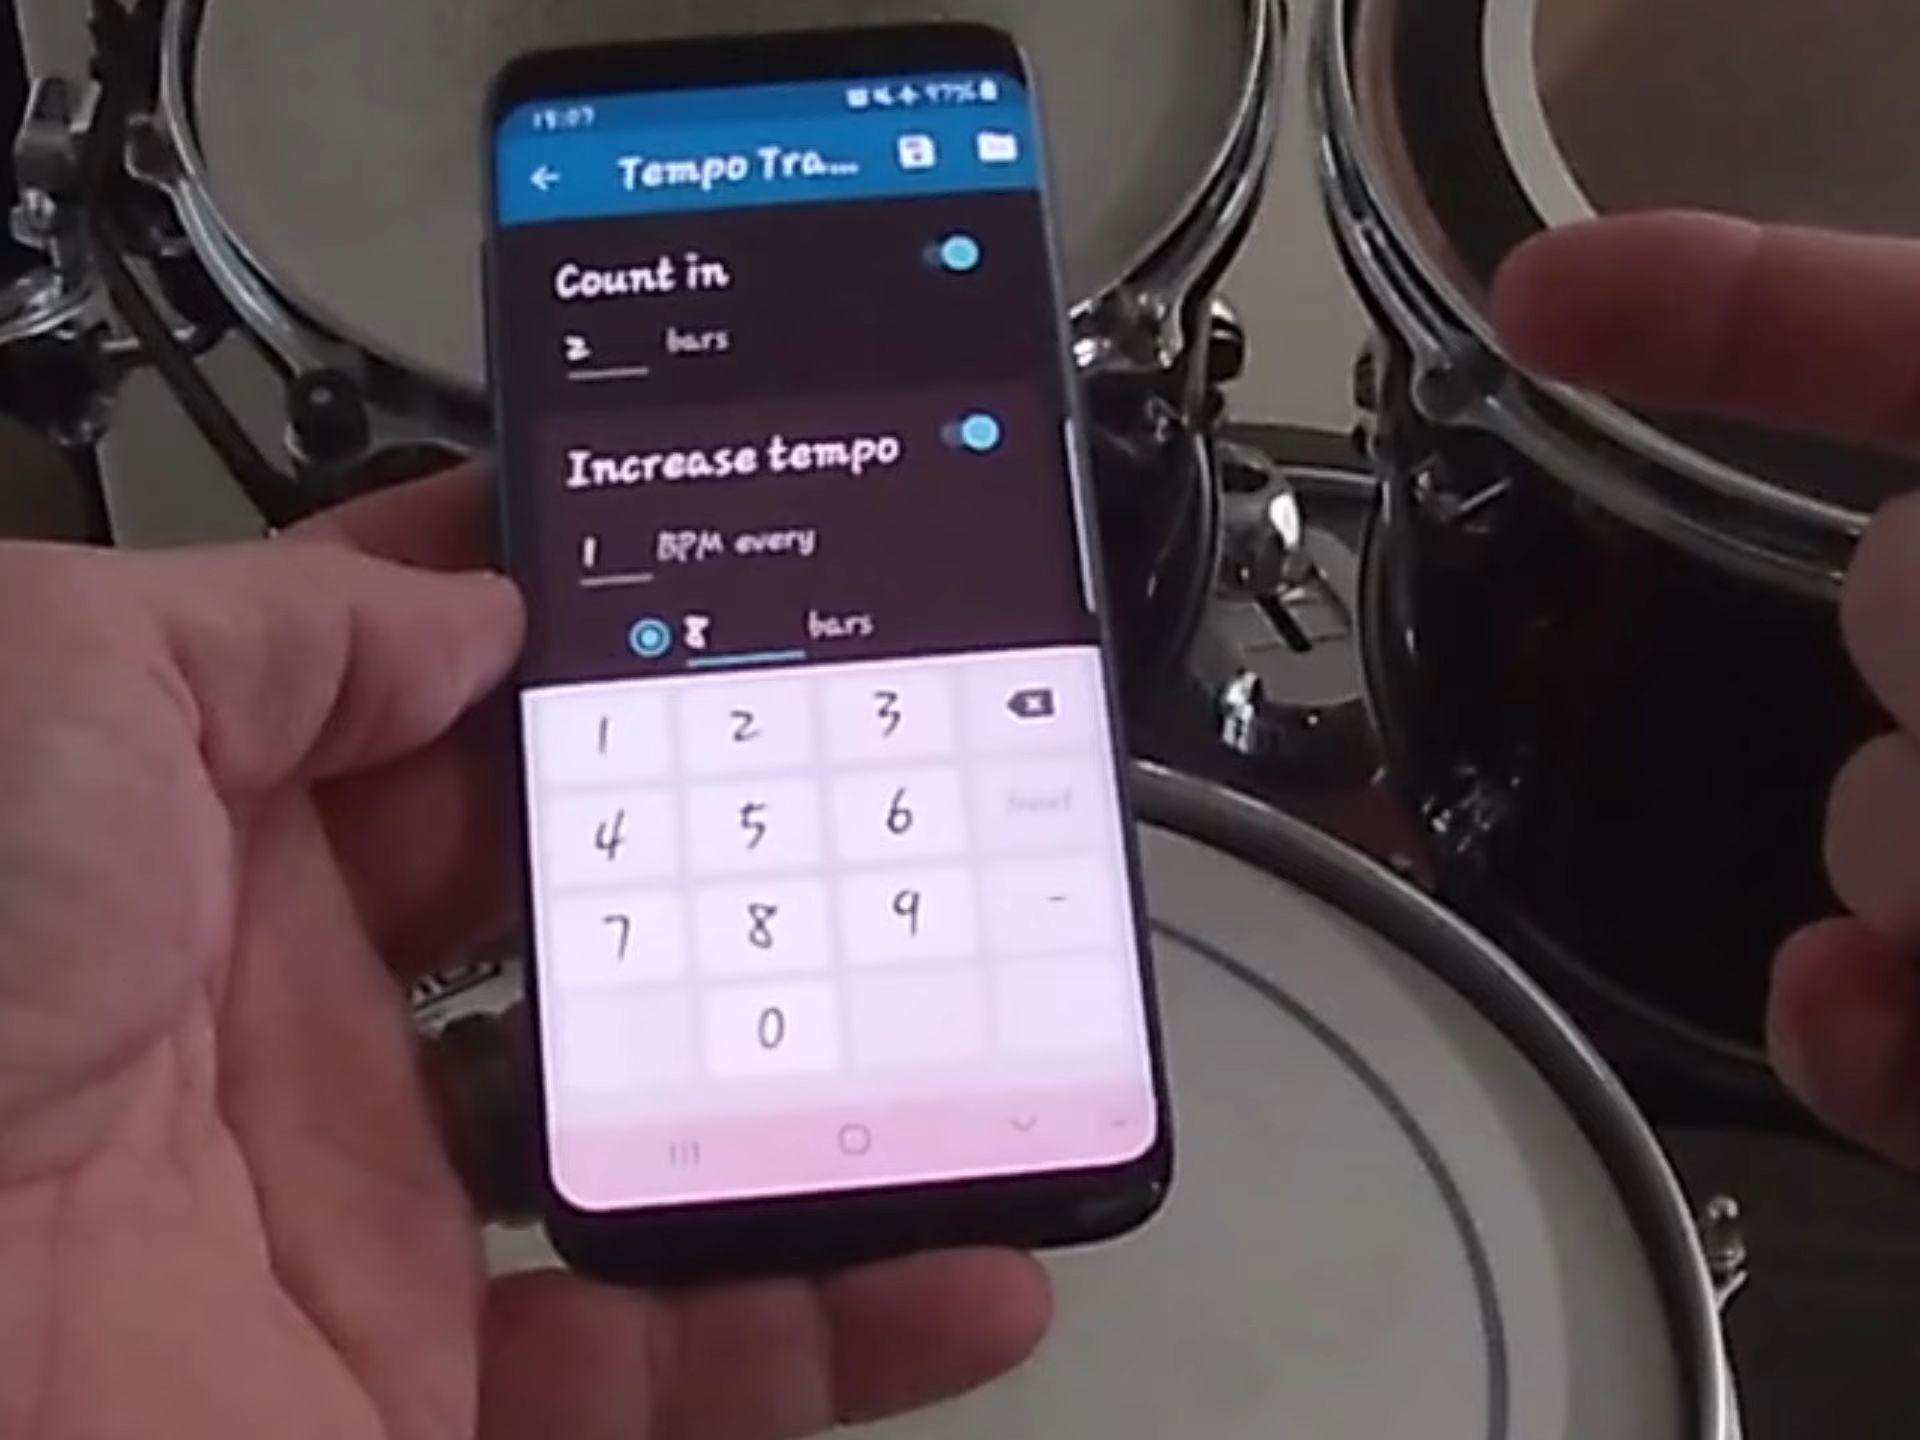 97%
Tempo Tra...
Count in
2 bars
Increase tempo
1 BPM every
8 bars
1 2 3
4 5 6
7 8 9 -
0